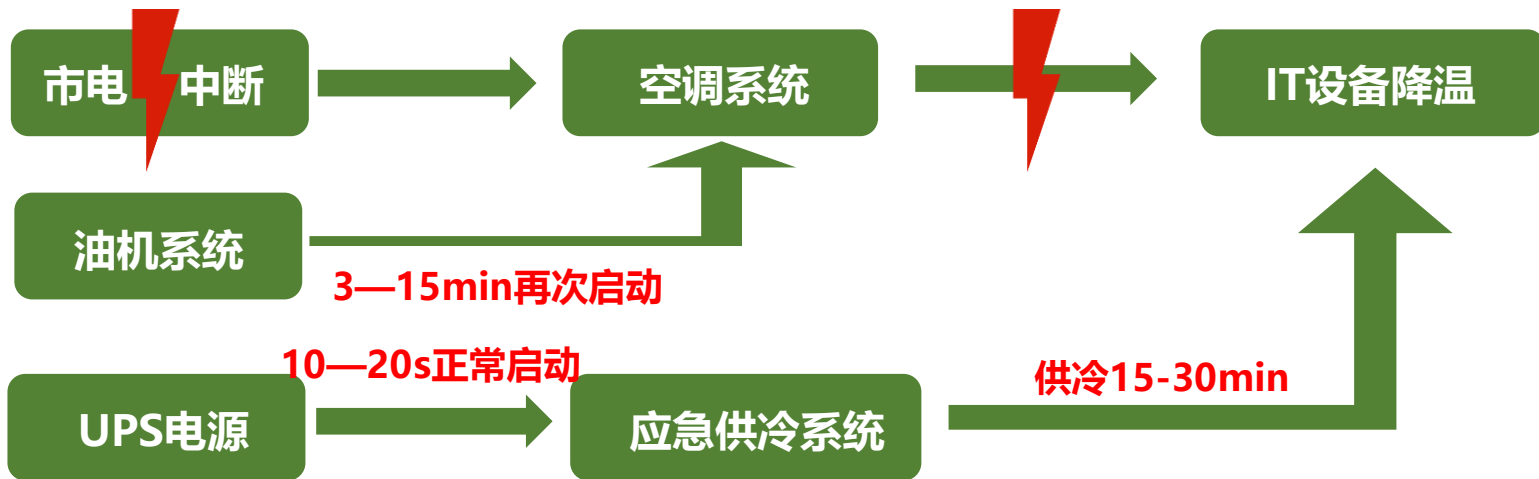 市电 中断
空调系统
IT设备降温
油机系统
3—15min再次启动
10—20s正常启动
供冷15-30min
UPS电源
应急供冷系统